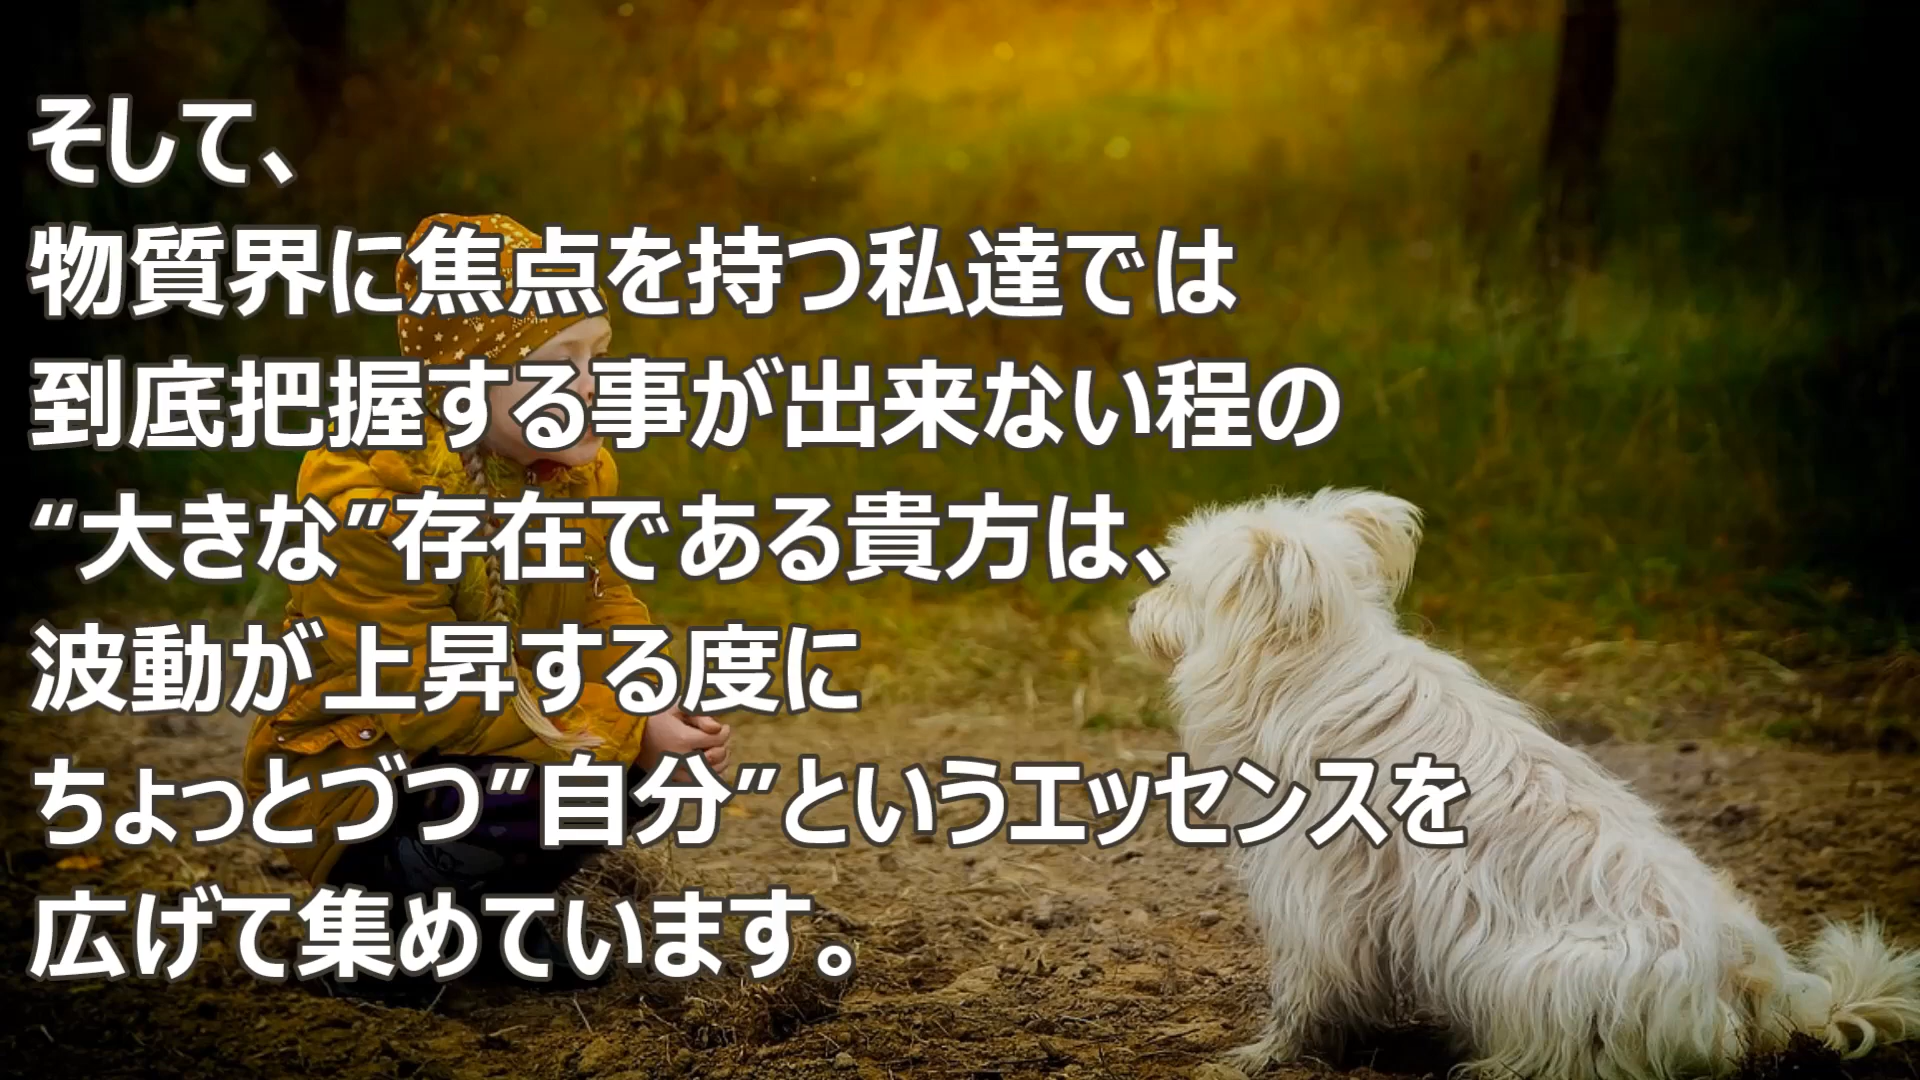 そして、
物質界に焦点を持つ私達では
到底把握する事が出来ない程の
“大きな”存在である貴方は、
波動が上昇する度に
ちょっとづつ”自分”というエッセンスを
広げて集めています。